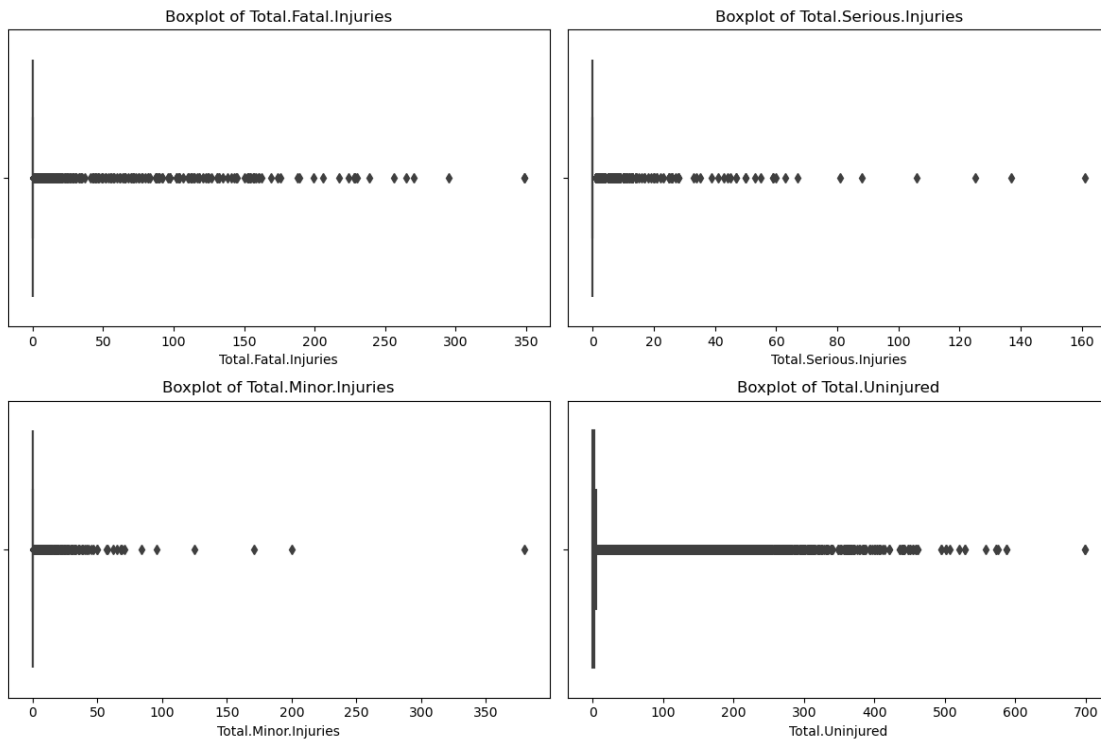 Boxplot of Total.Fatal.Injuries
0 50 100 150 200 250 300 350
Total.Fatal.Injuries
Boxplot of Total.Serious.Injuries
0 20 40 60 80 100 120 140 160
Total.Serious.Injuries
Boxplot of Total.Minor.Injuries
0 50 100 150 200 250 300 350
Total.Minor.Injuries
Boxplot of Total.Uninjured
0 100 200 300 400 500 600 700
Total.Uninjured